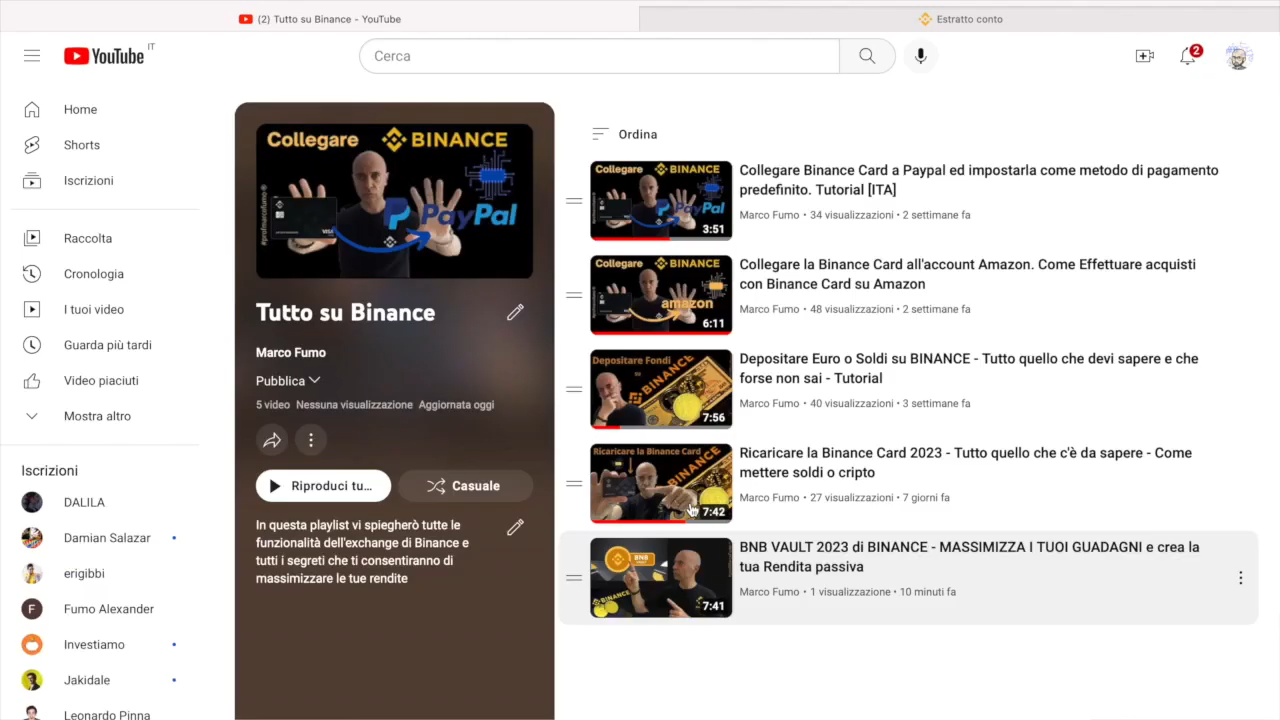 (2) Tutto su Binance - YouTube
Estratto conto
YouTube IT
Cerca
2
Home
Shorts
Iscrizioni
Raccolta
Cronologia
I tuoi video
Guarda più tardi
Video piaciuti
Mostra altro
Iscrizioni
DALILA
Damian Salazar
erigibbi
F Fumo Alexander
Investiamo
Jakidale
Leonardo Pinna
Collegare BINANCE
PayPal
VISA
#profmarcofumo
Tutto su Binance
Marco Fumo
Pubblica
5 video Nessuna visualizzazione Aggiornata oggi
Riproduci tu...
Casuale
In questa playlist vi spiegherò tutte le
funzionalità dell'exchange di Binance e
tutti i segreti che ti consentiranno di
massimizzare le tue rendite
Ordina
Collegare BINANCE
PayPal
3:51
Collegare Binance Card a Paypal ed impostarla come metodo di pagamento
predefinito. Tutorial [ITA]
Marco Fumo • 34 visualizzazioni • 2 settimane fa
Collegare BINANCE
amazon
6:11
Collegare la Binance Card all'account Amazon. Come Effettuare acquisti
con Binance Card su Amazon
Marco Fumo • 48 visualizzazioni • 2 settimane fa
Depositare Fondi
su
BINANCE
7:56
Depositare Euro o Soldi su BINANCE - Tutto quello che devi sapere e che
forse non sai - Tutorial
Marco Fumo • 40 visualizzazioni • 3 settimane fa
Ricaricare la Binance Card
BINANCE
7:42
Ricaricare la Binance Card 2023 - Tutto quello che c'è da sapere - Come
mettere soldi o cripto
Marco Fumo • 27 visualizzazioni • 7 giorni fa
BNB
VAULT
BINANCE
7:41
BNB VAULT 2023 di BINANCE - MASSIMIZZA I TUOI GUADAGNI e crea la
tua Rendita passiva
Marco Fumo • 1 visualizzazione • 10 minuti fa